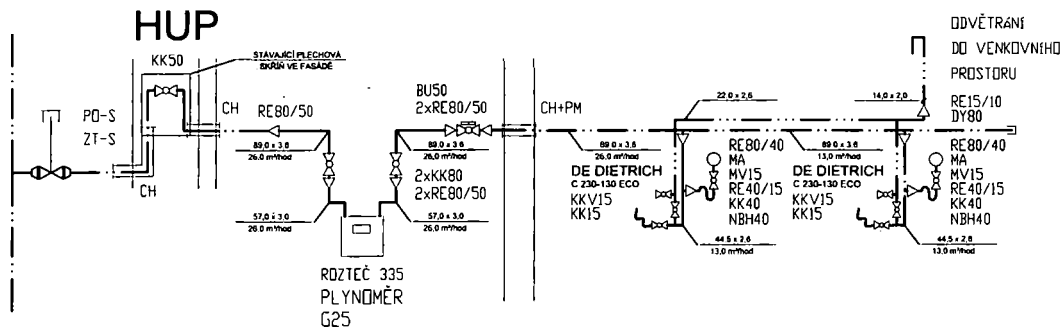 HUP
KK50
STÁVAJÍCÍ PLECHOVÁ
SKŘÍŇ VE FASÁDĚ
PO-S
ZT-S
CH
CH
RE80/50
89,0 x 3,6
26,0 m³/hod
57,0 x 3,0
26,0 m³/hod
ROZTEČ 335
PLYNOMĚR
G25
BU50
2xRE80/50
89,0 x 3,6
26,0 m³/hod
2xKK80
2xRE80/50
57,0 x 3,0
26,0 m³/hod
CH+PM
89,0 x 3,6
26,0 m³/hod
DE DIETRICH
C 230-130 ECO
KKV15
KK15
22,0 x 2,6
RE80/40
MA
MV15
RE40/15
KK40
NBH40
44,5 x 2,6
13,0 m³/hod
14,0 x 2,0
89,0 x 3,6
13,0 m³/hod
DE DIETRICH
C 230-130 ECO
KKV15
KK15
ODVĚTRÁNÍ
DO VENKOVNÍHO
PROSTORU
RE15/10
DY80
RE80/40
MA
MV15
RE40/15
KK40
NBH40
44,5 x 2,6
13,0 m³/hod